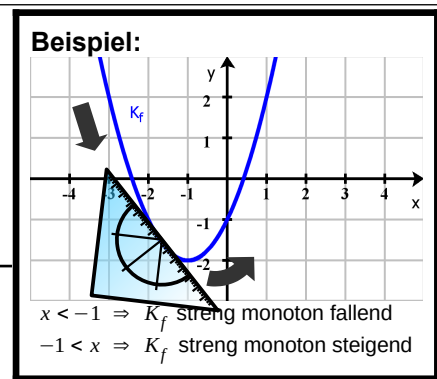 Beispiel:
y
2
K_f
1
-4 -3 -2 -1 0 1 2 3 4
x
-1
-2
x < −1 ⇒ K_f streng monoton fallend
−1 < x ⇒ K_f streng monoton steigend